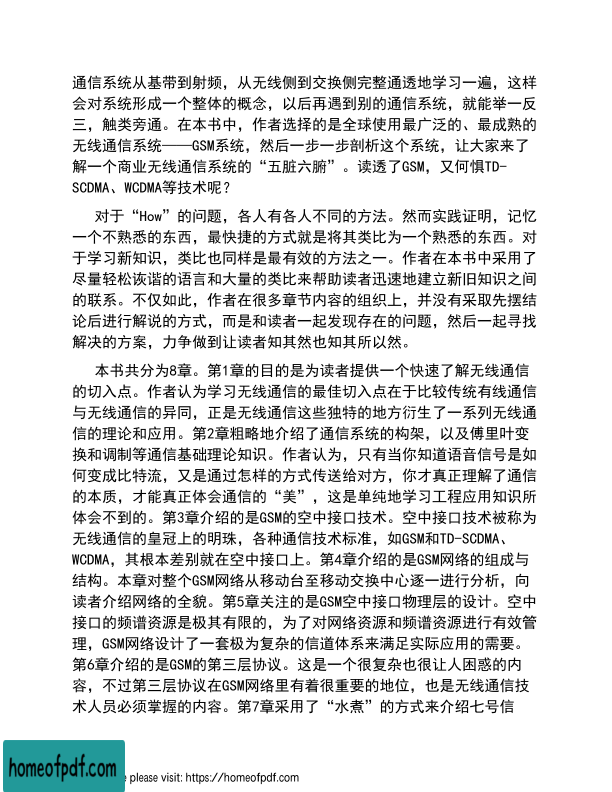 通信系统从基带到射频，从无线侧到交换侧完整通透地学习一遍，这样
会对系统形成一个整体的概念，以后再遇到别的通信系统，就能举一反
三，触类旁通。在本书中，作者选择的是全球使用最广泛的、最成熟的
无线通信系统——GSM系统，然后一步一步剖析这个系统，让大家来了
解一个商业无线通信系统的“五脏六腑”。读透了GSM，又何惧TD-
SCDMA、WCDMA等技术呢？
对于“How”的问题，各人有各人不同的方法。然而实践证明，记忆
一个不熟悉的东西，最快捷的方式就是将其类比为一个熟悉的东西。对
于学习新知识，类比也同样是最有效的方法之一。作者在本书中采用了
尽量轻松诙谐的语言和大量的类比来帮助读者迅速地建立新旧知识之间
的联系。不仅如此，作者在很多章节内容的组织上，并没有采取先摆结
论后进行解说的方式，而是和读者一起发现存在的问题，然后一起寻找
解决的方案，力争做到让读者知其然也知其所以然。
本书共分为8章。第1章的目的是为读者提供一个快速了解无线通信
的切入点。作者认为学习无线通信的最佳切入点在于比较传统有线通信
与无线通信的异同，正是无线通信这些独特的地方衍生了一系列无线通
信的理论和应用。第2章粗略地介绍了通信系统的构架，以及傅里叶变
换和调制等通信基础理论知识。作者认为，只有当你知道语音信号是如
何变成比特流，又是通过怎样的方式传送给对方，你才真正理解了通信
的本质，才能真正体会通信的“美”，这是单纯地学习工程应用知识所
体会不到的。第3章介绍的是GSM的空中接口技术。空中接口技术被称为
无线通信的皇冠上的明珠，各种通信技术标准，如GSM和TD-SCDMA、
WCDMA，其根本差别就在空中接口上。第4章介绍的是GSM网络的组成与
结构。本章对整个GSM网络从移动台至移动交换中心逐一进行分析，向
读者介绍网络的全貌。第5章关注的是GSM空中接口物理层的设计。空中
接口的频谱资源是极其有限的，为了对网络资源和频谱资源进行有效管
理，GSM网络设计了一套极为复杂的信道体系来满足实际应用的需要。
第6章介绍的是GSM的第三层协议。这是一个很复杂也很让人困惑的内
容，不过第三层协议在GSM网络里有着很重要的地位，也是无线通信技
术人员必须掌握的内容。第7章采用了“水煮”的方式来介绍七号信
homeofpdf.com
please visit: https://homeofpdf.com